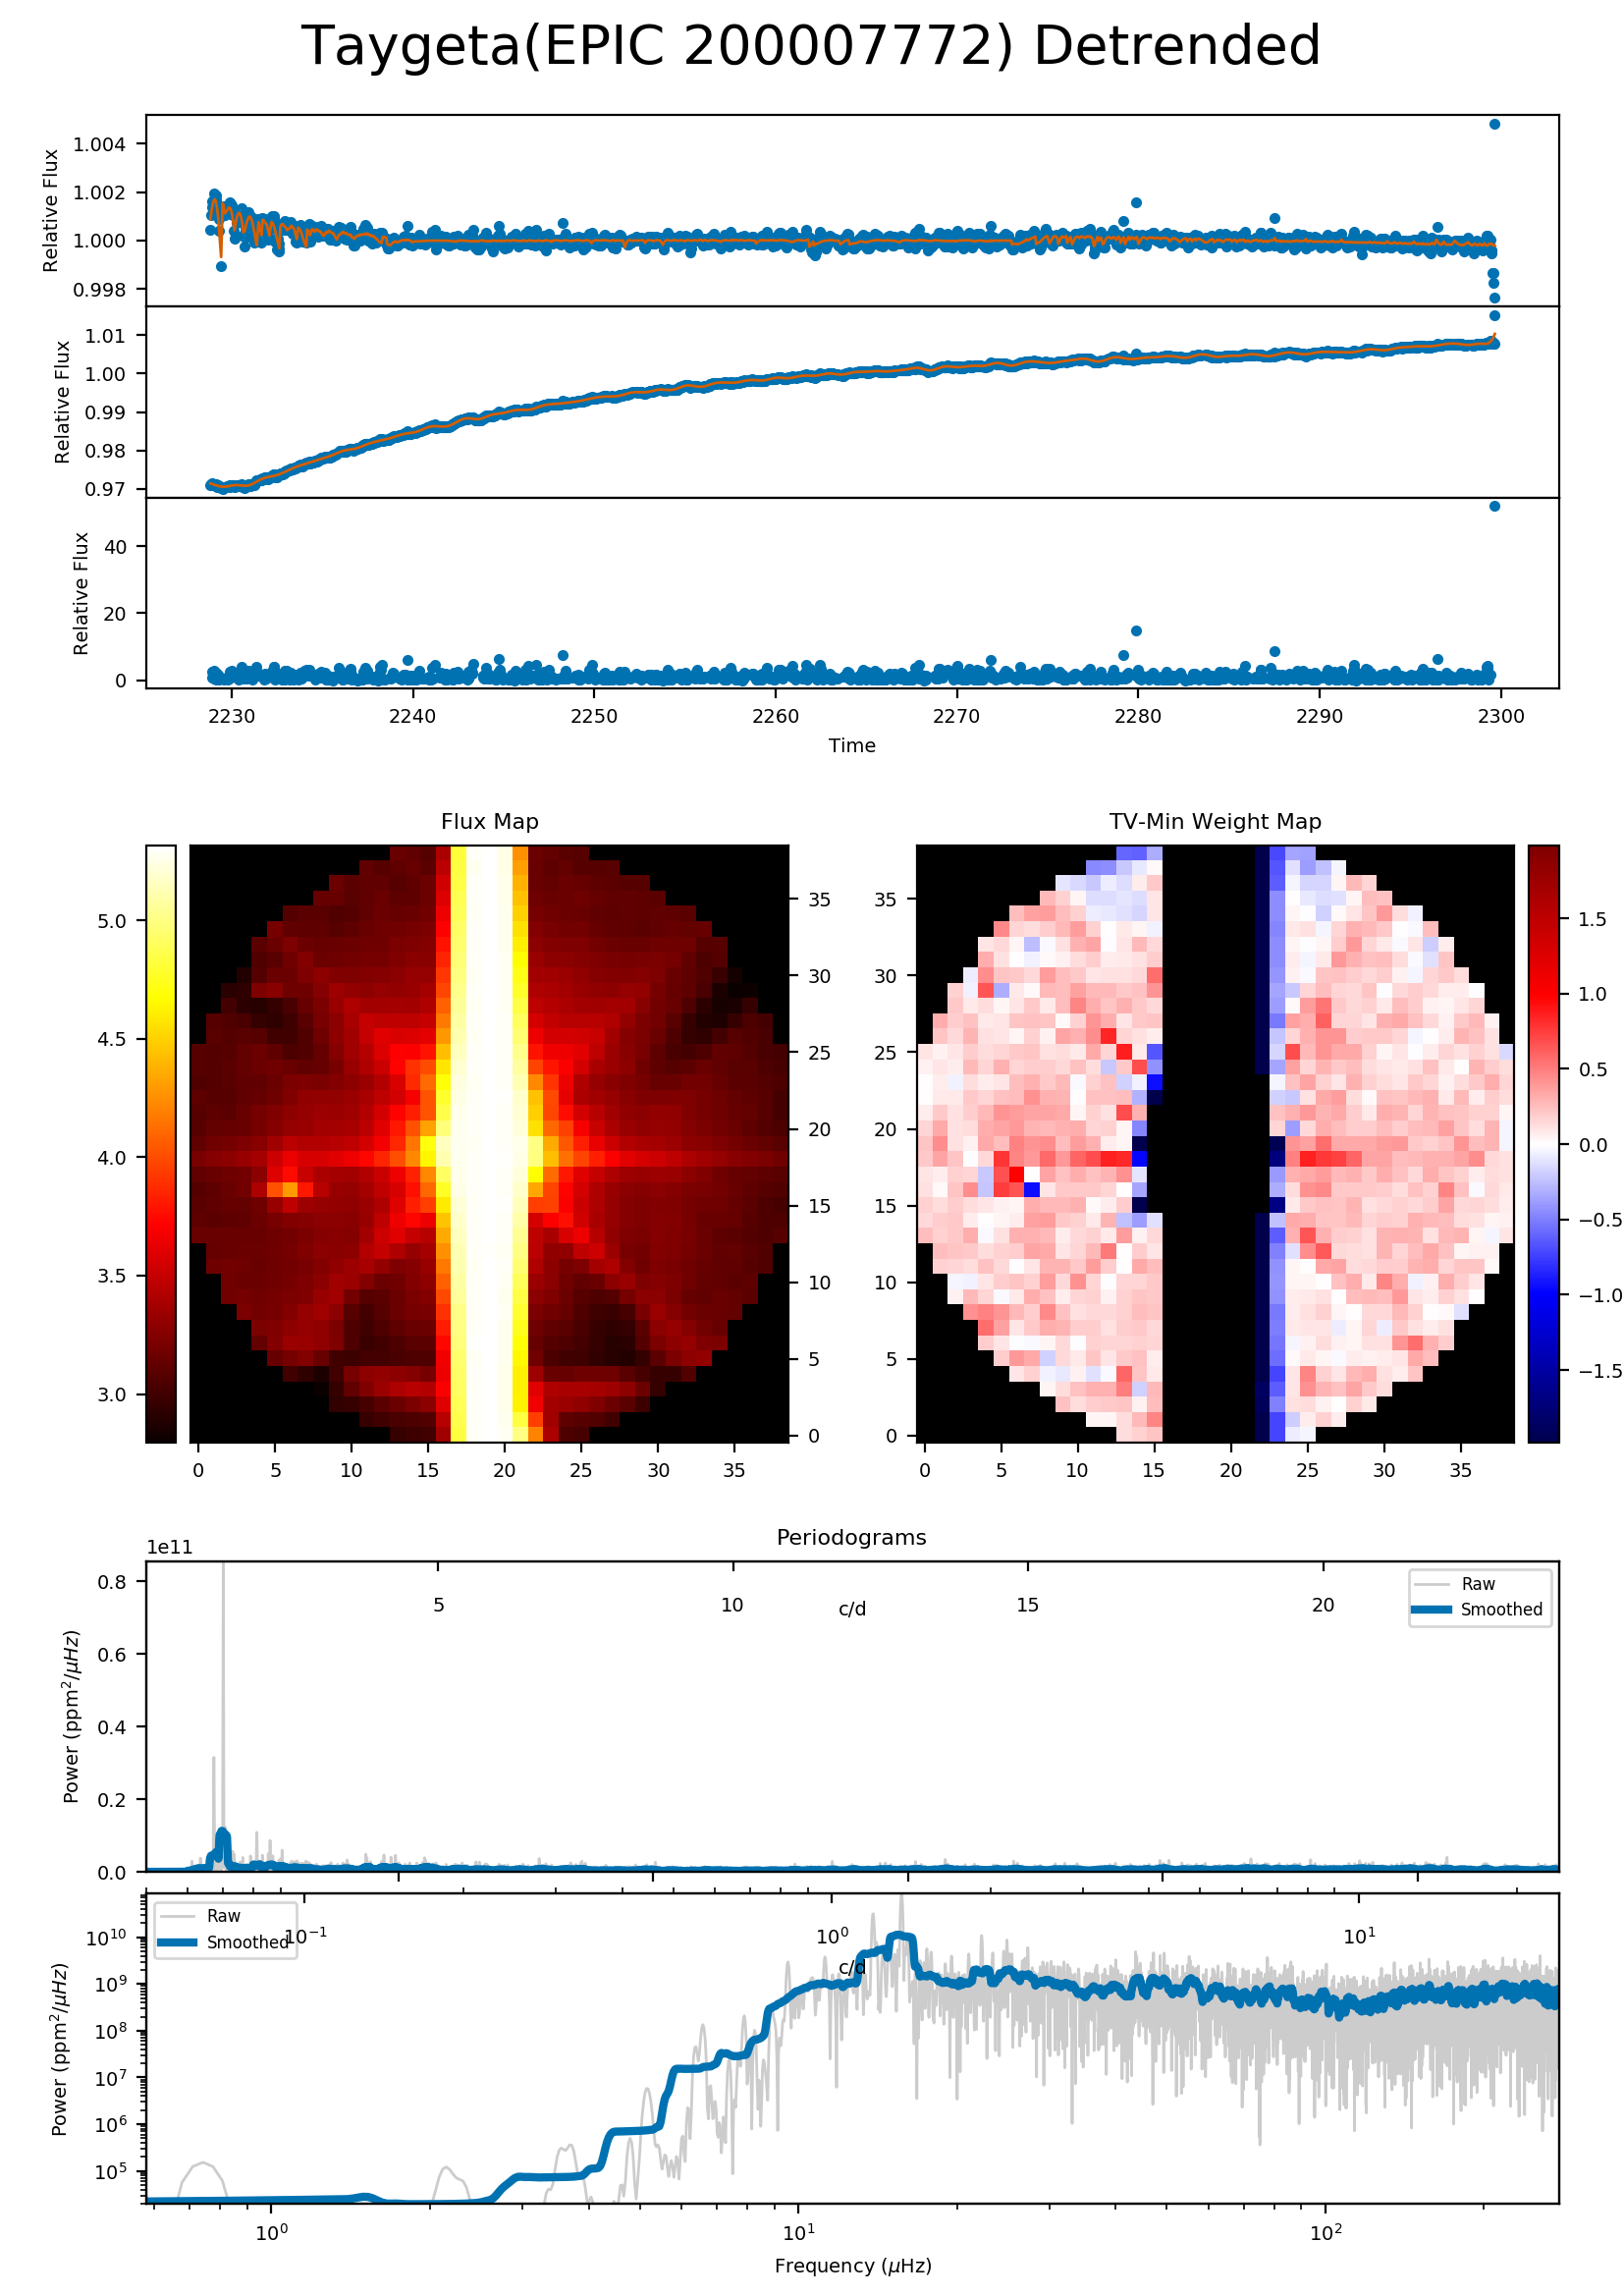 Taygeta(EPIC 200007772) Detrended
Relative Flux
1.004
1.002
1.000
0.998
Relative Flux
1.01
1.00
0.99
0.98
0.97
Relative Flux
40
20
0
2230 2240 2250 2260 2270 2280 2290 2300
Time
Flux Map
TV-Min Weight Map
5.0
4.5
4.0
3.5
3.0
35
30
25
20
15
10
5
0
0 5 10 15 20 25 30 35
35
30
25
20
15
10
5
0
0 5 10 15 20 25 30 35
1.5
1.0
0.5
0.0
−0.5
−1.0
−1.5
Periodograms
1e11
Power (ppm²/μHz)
0.8
0.6
0.4
0.2
0.0
5 10 15 20
c/d
Raw
Smoothed
Power (ppm²/μHz)
10¹⁰
10⁹
10⁸
10⁷
10⁶
10⁵
Raw
Smoothed
10⁻¹ 10⁰ 10¹
c/d
10⁰ 10¹ 10²
Frequency (μHz)